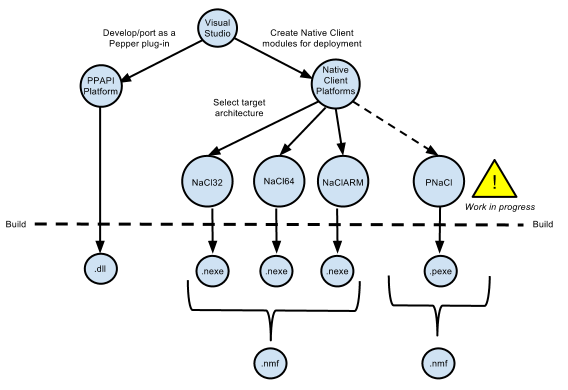 Visual
Studio
Develop/port as a
Pepper plug-in
Create Native Client
modules for deployment
PPAPI
Platform
Native
Client
Platforms
Select target
architecture
NaCl32
NaCl64
NaClARM
PNaCl
!
Work in progress
Build
Build
.dll
.nexe
.nexe
.nexe
.pexe
.nmf
.nmf